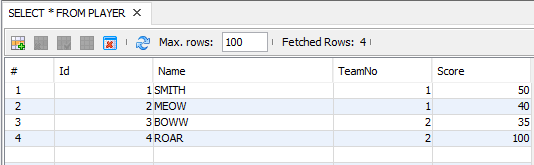 SELECT * FROM PLAYER
Max. rows: 100 Fetched Rows: 4
# Id Name TeamNo Score
1 1 SMITH 1 50
2 2 MEOW 1 40
3 3 BOWW 2 35
4 4 ROAR 2 100